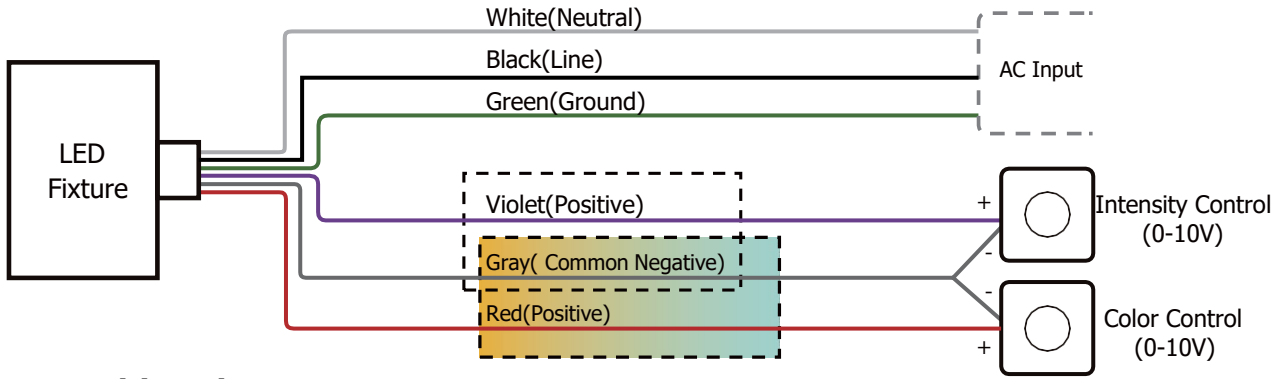 White(Neutral)
Black(Line)
Green(Ground)
AC Input
LED
Fixture
Violet(Positive)
Gray( Common Negative)
Red(Positive)
+
-
Intensity Control
(0-10V)
-
+
Color Control
(0-10V)